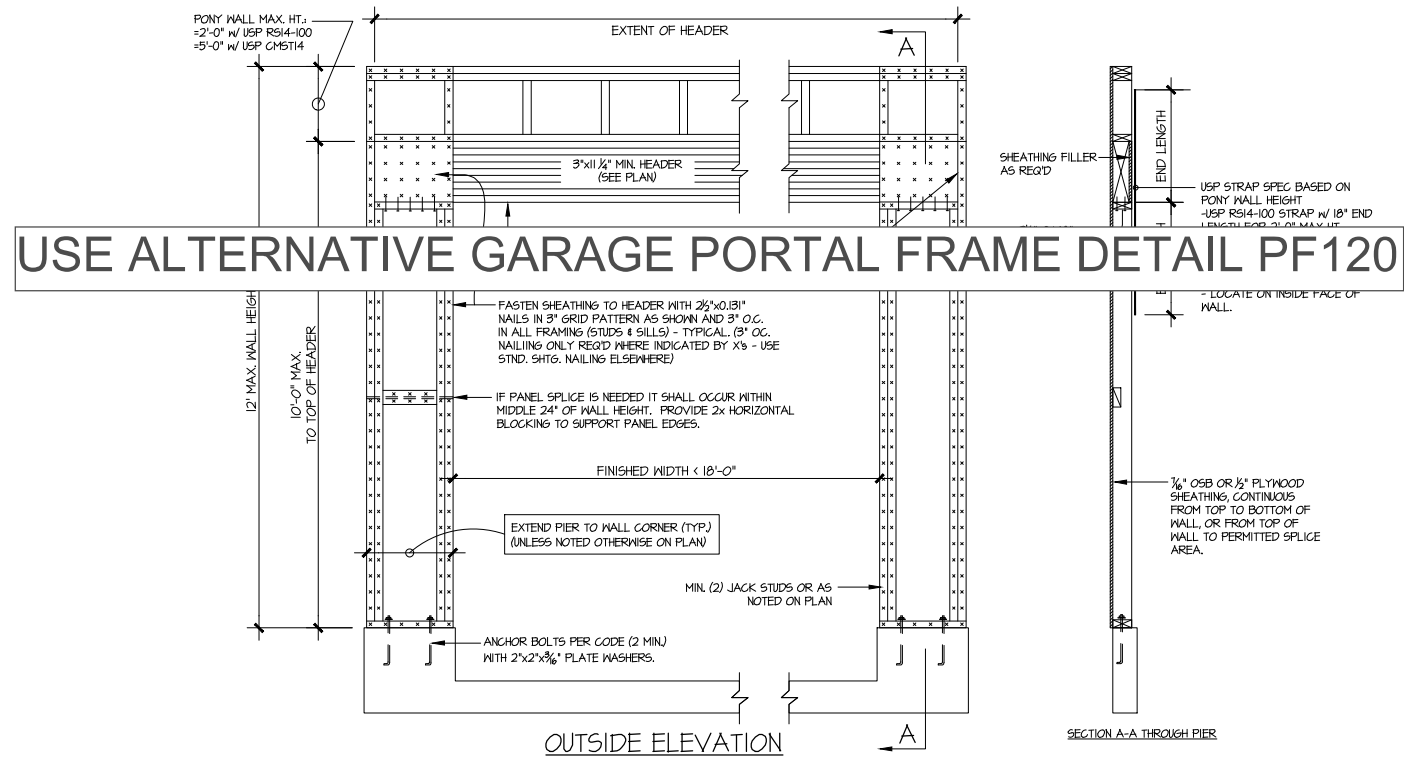 PONY WALL MAX. HT.:
=2'-0" W/ USP RS14-100
=5'-0" W/ USP CMST14
EXTENT OF HEADER
A
3"x11 1/4" MIN. HEADER
(SEE PLAN)
SHEATHING FILLER
AS REQ'D
END LENGTH
USP STRAP SPEC BASED ON
PONY WALL HEIGHT
-USP RS14-100 STRAP W/ 18" END
LENGTH FOR 2'-0" MAX HT
USE ALTERNATIVE GARAGE PORTAL FRAME DETAIL PF120
- LOCATE ON INSIDE FACE OF
WALL.
12' MAX. WALL HEIGH
10'-0" MAX.
TO TOP OF HEADER
FASTEN SHEATHING TO HEADER WITH 2½"x0.131"
NAILS IN 3" GRID PATTERN AS SHOWN AND 3" O.C.
IN ALL FRAMING (STUDS & SILLS) - TYPICAL. (3" OC.
NAILIING ONLY REQ'D WHERE INDICATED BY X's - USE
STND. SHTG. NAILING ELSEWHERE)
IF PANEL SPLICE IS NEEDED IT SHALL OCCUR WITHIN
MIDDLE 24" OF WALL HEIGHT. PROVIDE 2x HORIZONTAL
BLOCKING TO SUPPORT PANEL EDGES.
FINISHED WIDTH < 18'-0"
7/16" OSB OR 1/2" PLYWOOD
SHEATHING, CONTINUOUS
FROM TOP TO BOTTOM OF
WALL, OR FROM TOP OF
WALL TO PERMITTED SPLICE
AREA.
EXTEND PIER TO WALL CORNER (TYP.)
(UNLESS NOTED OTHERWISE ON PLAN)
MIN. (2) JACK STUDS OR AS
NOTED ON PLAN
ANCHOR BOLTS PER CODE (2 MIN.)
WITH 2"x2"x3/16" PLATE WASHERS.
A
OUTSIDE ELEVATION
SECTION A-A THROUGH PIER